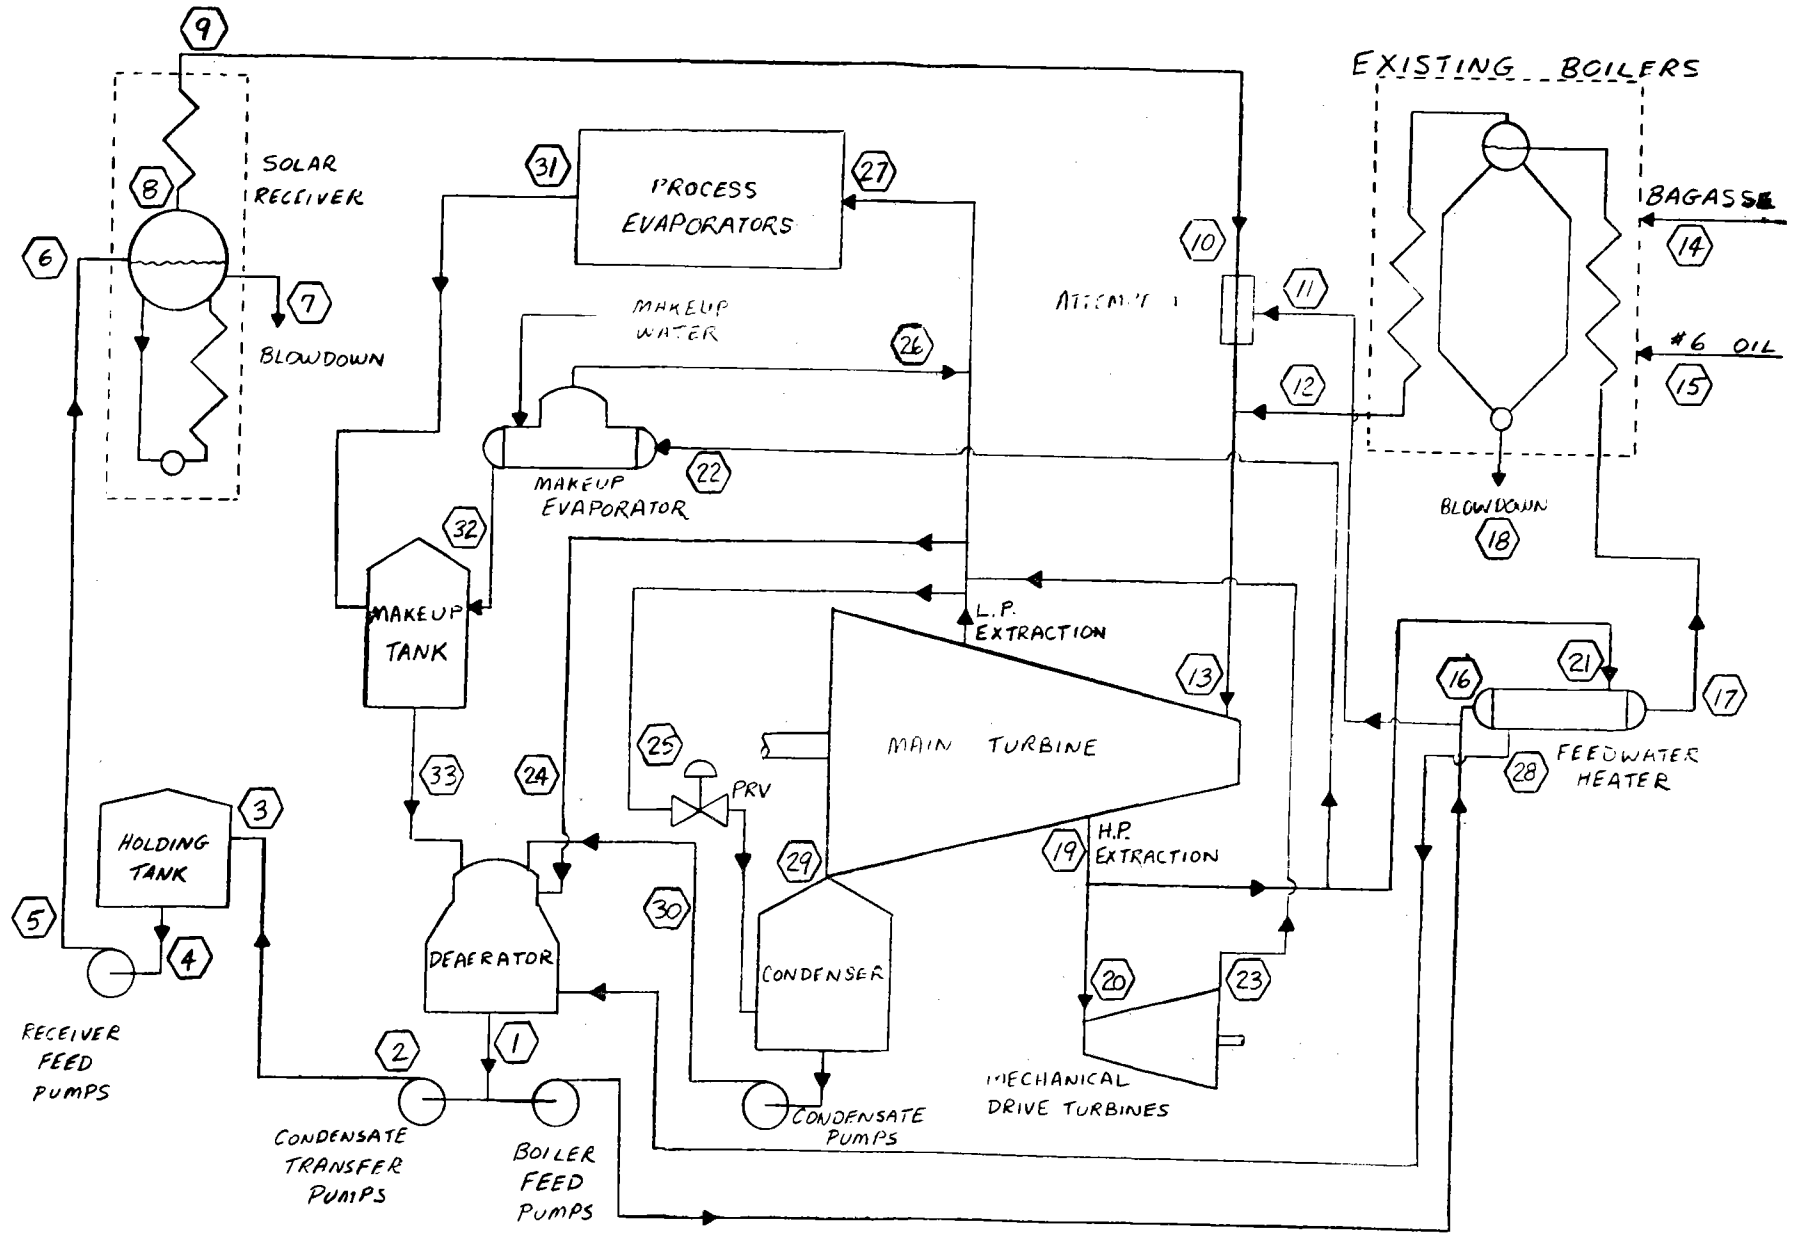 9
EXISTING BOILERS
SOLAR
RECEIVER
8
31
PROCESS
EVAPORATORS
27
BAGASSE
14
6
7
BLOWDOWN
MAKEUP
WATER
10
11
26
12
#6 OIL
15
22
MAKEUP
EVAPORATOR
32
BLOWDOWN
18
MAKEUP
TANK
L.P.
EXTRACTION
13
16
21
17
MAIN TURBINE
25
PRV
24
33
28
FEEDWATER
HEATER
3
HOLDING
TANK
29
19
H.P.
EXTRACTION
5
4
30
DEAERATOR
CONDENSER
20
23
RECEIVER
FEED
PUMPS
2
1
MECHANICAL
DRIVE TURBINES
CONDENSATE
PUMPS
CONDENSATE
TRANSFER
PUMPS
BOILER
FEED
PUMPS